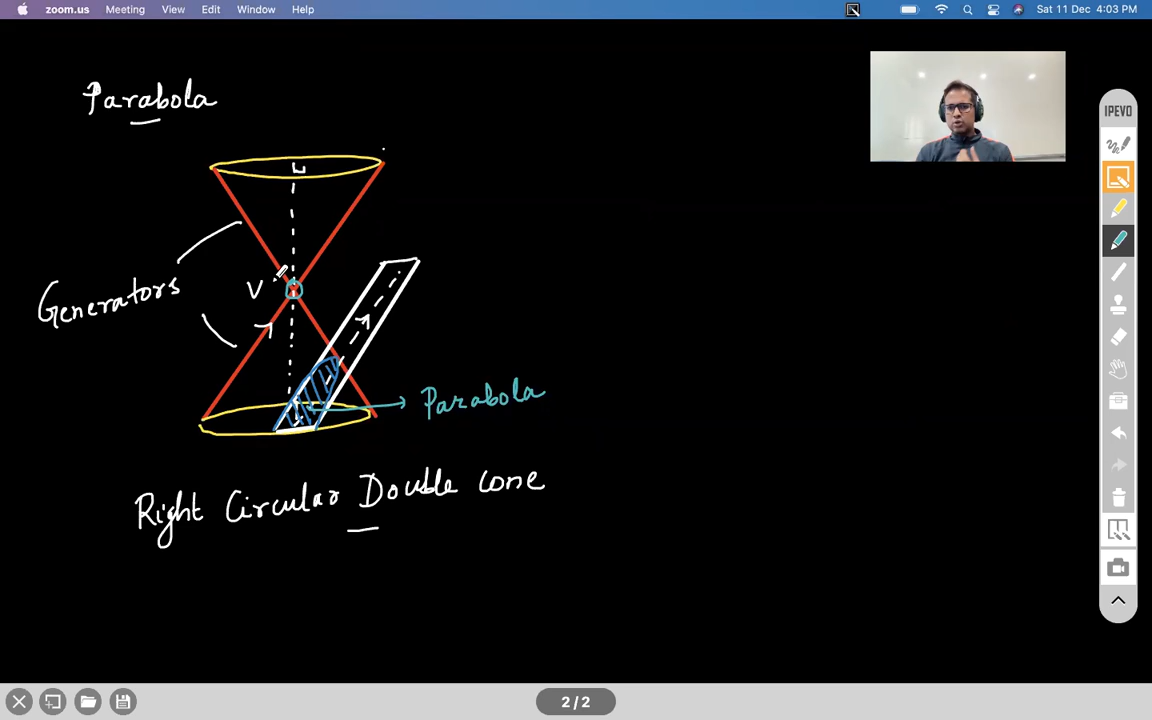 zoom.us Meeting View Edit Window Help Sat 11 Dec 4:03 PM
IPEVO
Parabola
Generators
V
Parabola
Right Circular Double cone
2 / 2